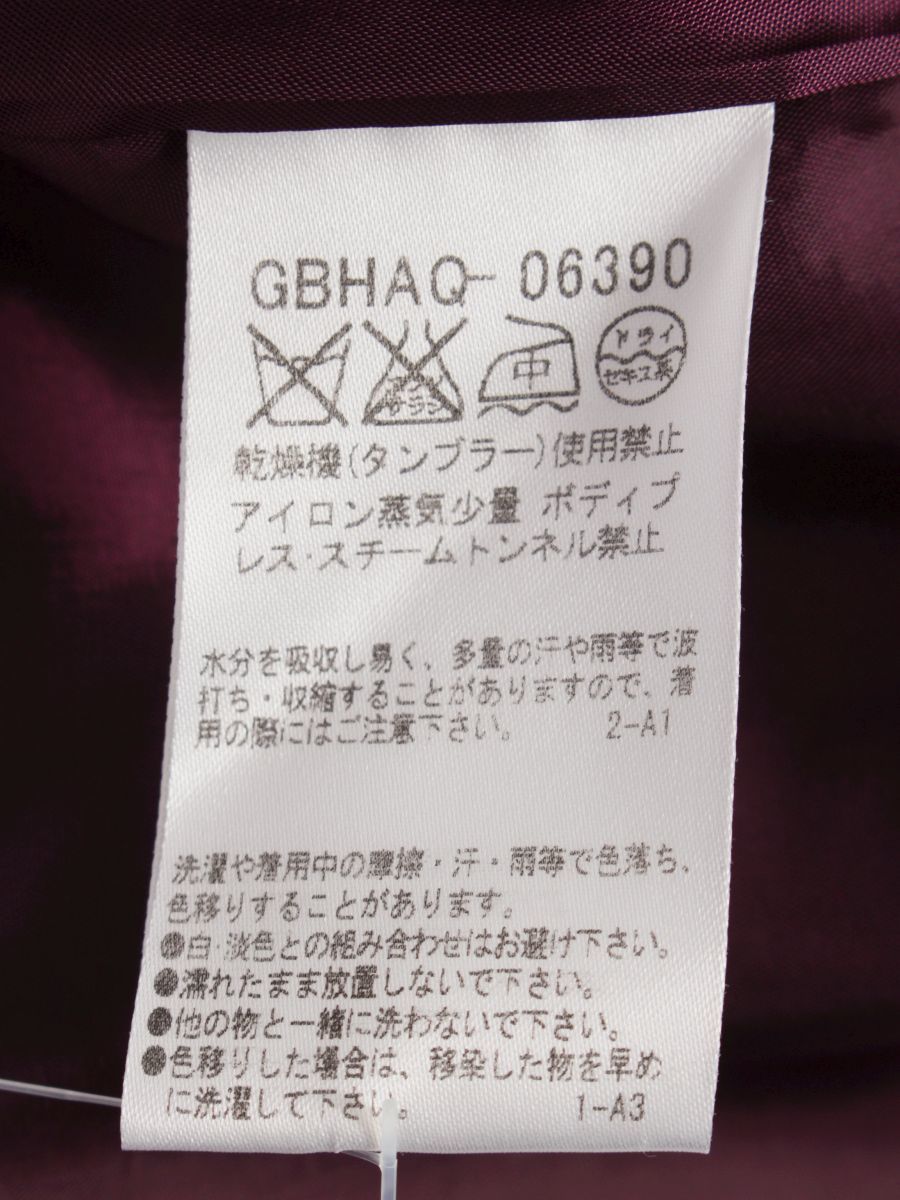 GBHAQ- 06390
エンソサラシ 中 ドライ セキユ系
乾燥機(タンブラー)使用禁止
アイロン蒸気少量 ボディプ
レス・スチームトンネル禁止
水分を吸収し易く、多量の汗や雨等で波
打ち・収縮することがありますので、着
用の際にはご注意下さい。 2-A1
洗濯や着用中の摩擦・汗・雨等で色落ち、
色移りすることがあります。
●白・淡色との組み合わせはお避け下さい。
●濡れたまま放置しないで下さい。
●他の物と一緒に洗わないで下さい。
●色移りした場合は、移染した物を早め
に洗濯して下さい。 1-A3